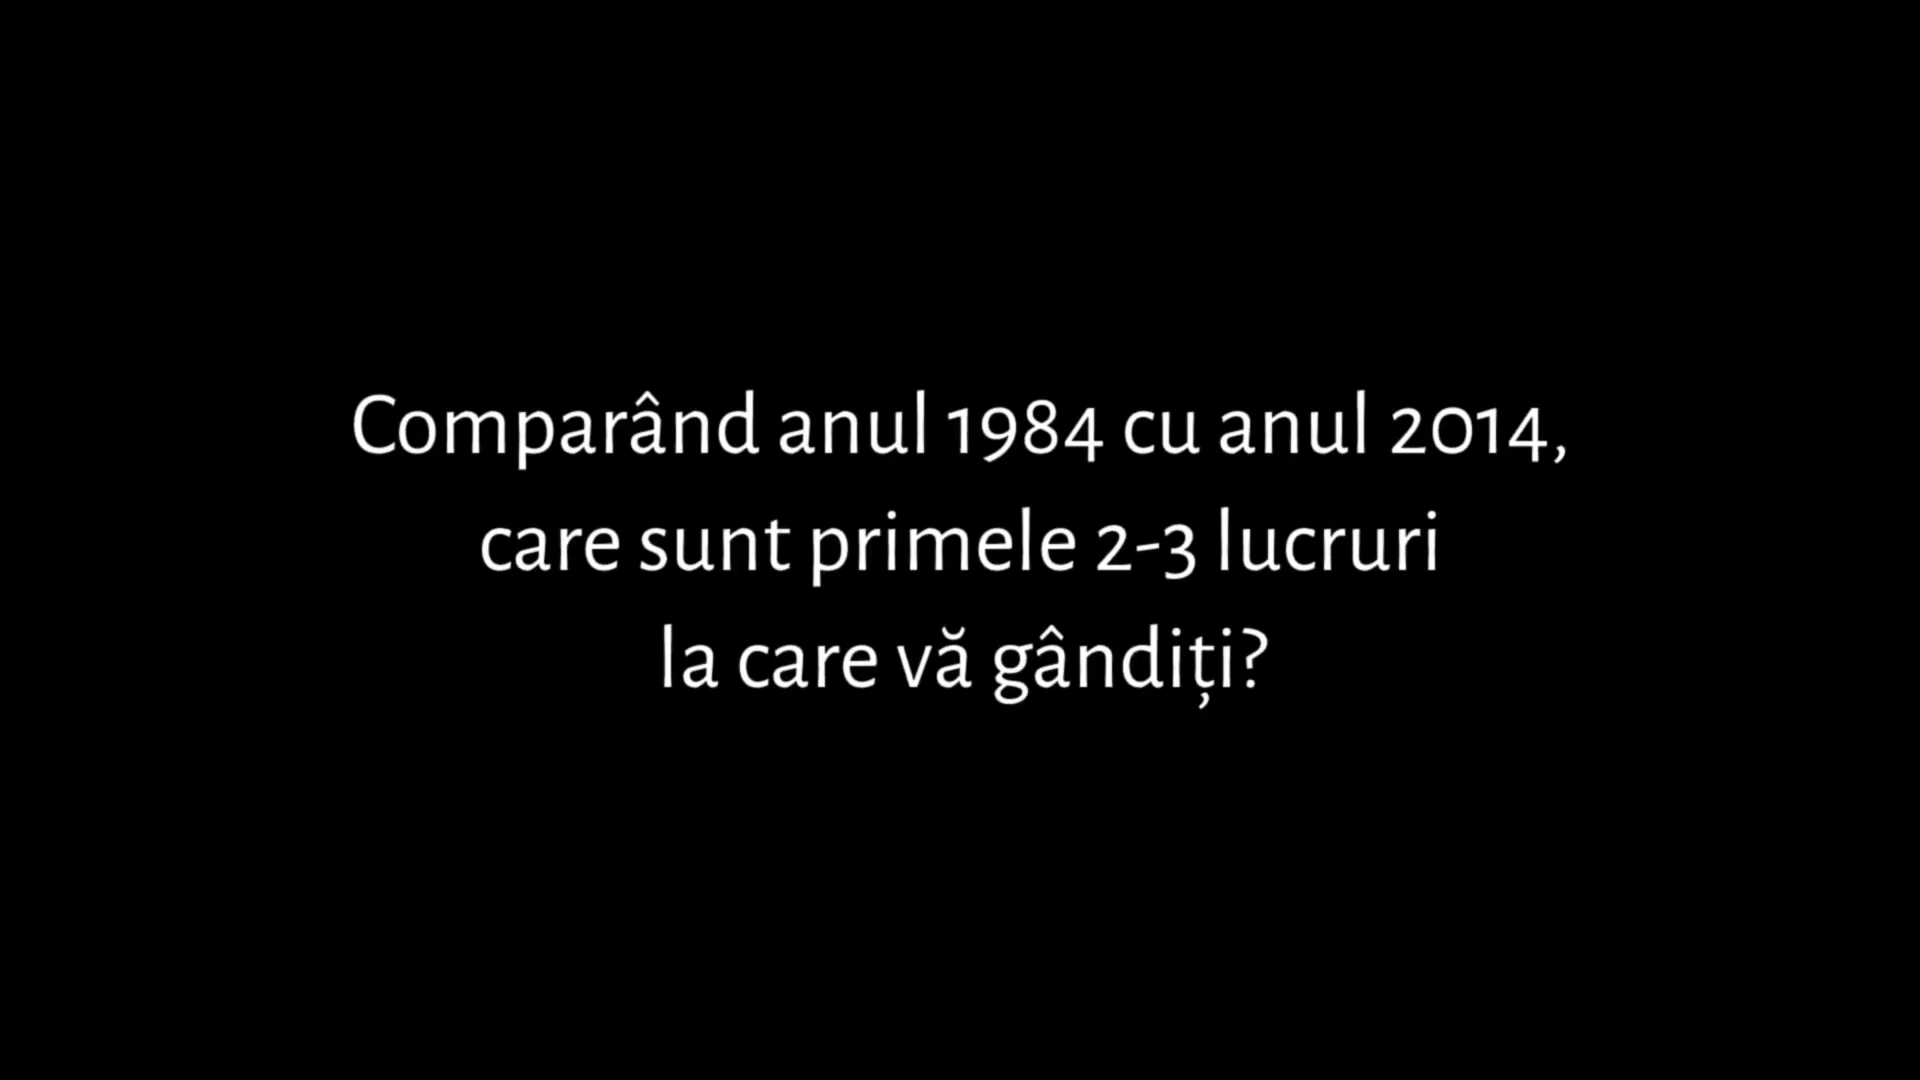 Comparând anul 1984 cu anul 2014,
care sunt primele 2-3 lucruri
la care vă gândiți?